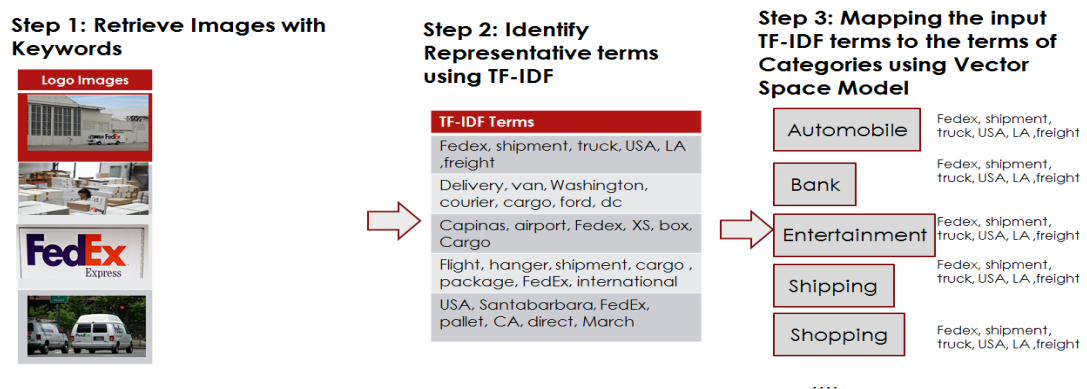 Step 1: Retrieve Images with
Keywords
Logo Images
FedEx
FedEx
Express
Step 2: Identify
Representative terms
using TF-IDF
TF-IDF Terms
Fedex, shipment, truck, USA, LA
,freight
Delivery, van, Washington,
courier, cargo, ford, dc
Capinas, airport, Fedex, XS, box,
Cargo
Flight, hanger, shipment, cargo ,
package, FedEx, international
USA, Santabarbara, FedEx,
pallet, CA, direct, March
Step 3: Mapping the input
TF-IDF terms to the terms of
Categories using Vector
Space Model
Automobile
Fedex, shipment,
truck, USA, LA ,freight
Bank
Fedex, shipment,
truck, USA, LA ,freight
Entertainment
Fedex, shipment,
truck, USA, LA ,freight
Shipping
Fedex, shipment,
truck, USA, LA ,freight
Shopping
Fedex, shipment,
truck, USA, LA ,freight
....